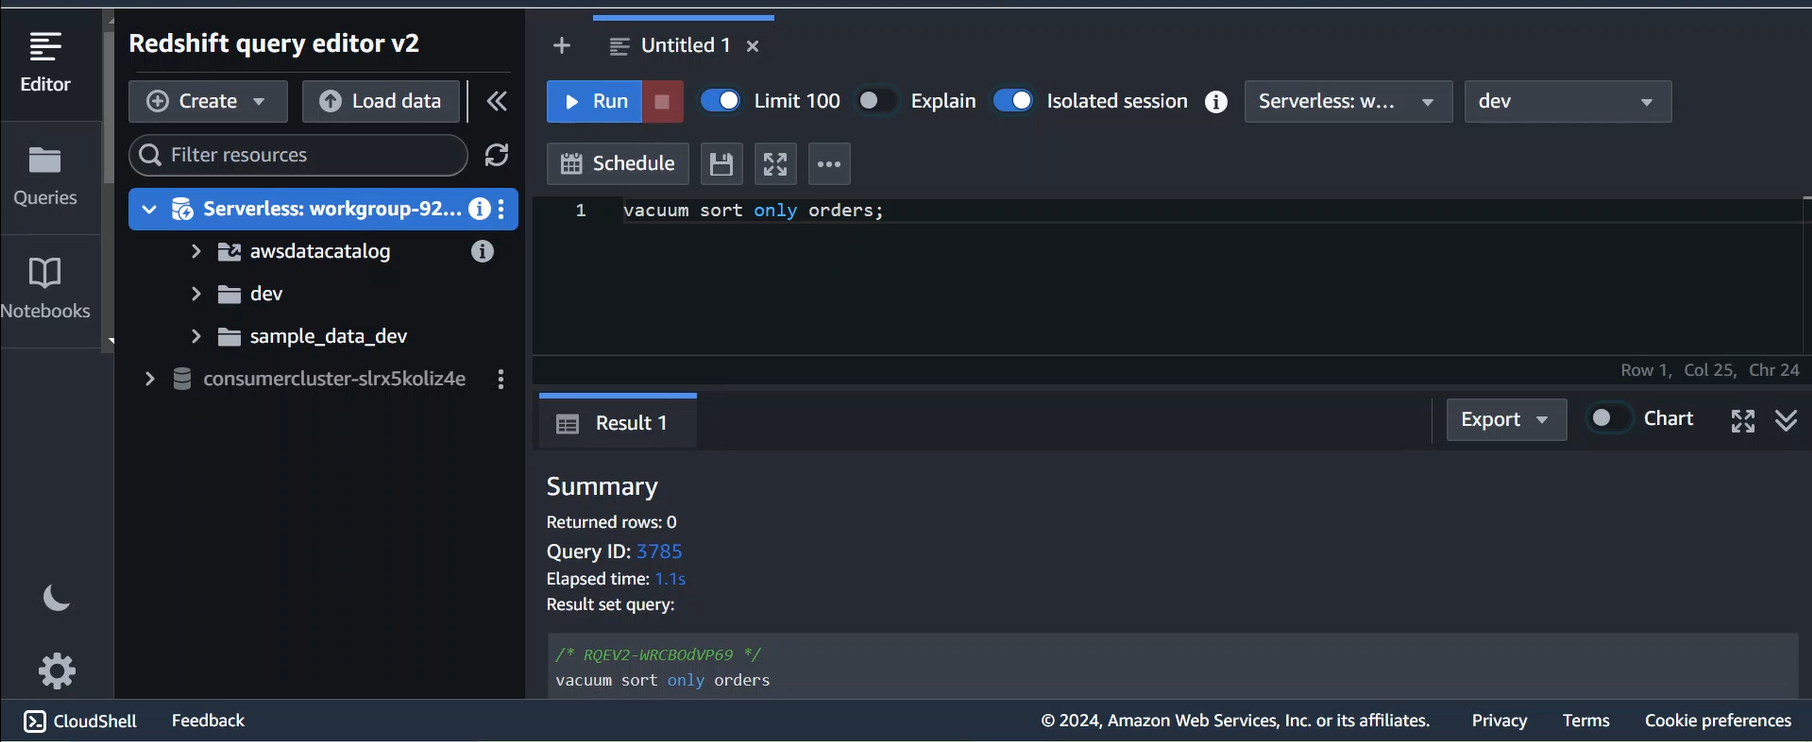 Editor
Queries
Notebooks
Redshift query editor v2
Create
Load data
Filter resources
Serverless: workgroup-92...
awsdatacatalog
dev
sample_data_dev
consumercluster-slrx5koliz4e
Untitled 1
Run
Limit 100
Explain
Isolated session
Serverless: w...
dev
Schedule
1 vacuum sort only orders;
Row 1, Col 25, Chr 24
Result 1
Export
Chart
Summary
Returned rows: 0
Query ID: 3785
Elapsed time: 1.1s
Result set query:
/* RQEV2-WRCBOdVP69 */
vacuum sort only orders
CloudShell
Feedback
© 2024, Amazon Web Services, Inc. or its affiliates.
Privacy
Terms
Cookie preferences